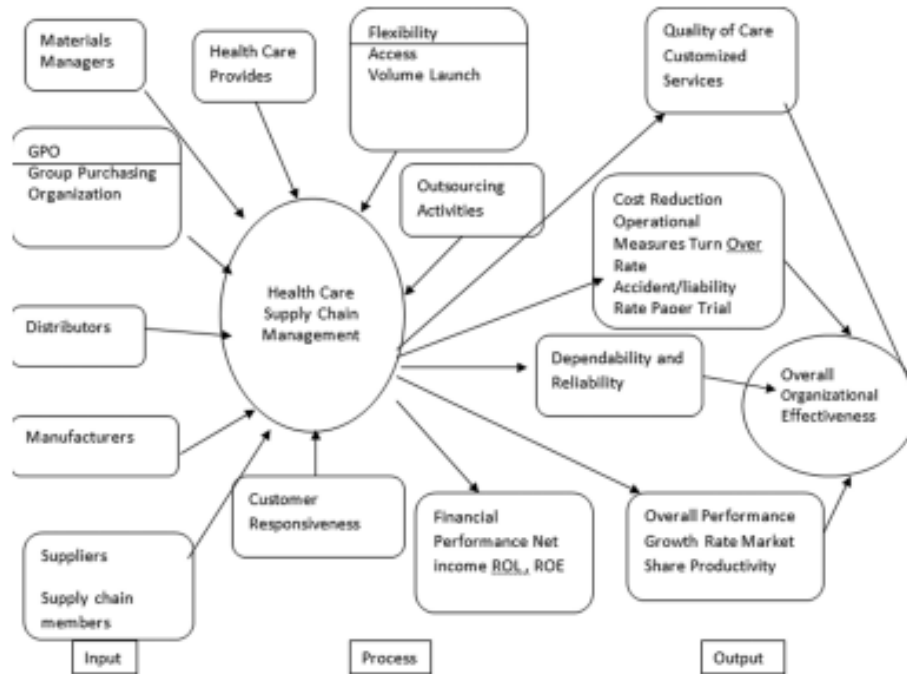 Materials
Managers
Health Care
Provides
Flexibility
Access
Volume Launch
Quality of Care
Customized
Services
GPO
Group Purchasing
Organization
Outsourcing
Activities
Cost Reduction
Operational
Measures Turn Over
Rate
Accident/liability
Rate Paoer Trial
Health Care
Supply Chain
Management
Distributors
Dependability and
Reliability
Overall
Organizational
Effectiveness
Manufacturers
Customer
Responsiveness
Financial
Performance Net
income ROL, ROE
Overall Performance
Growth Rate Market
Share Productivity
Suppliers
Supply chain
members
Input
Process
Output